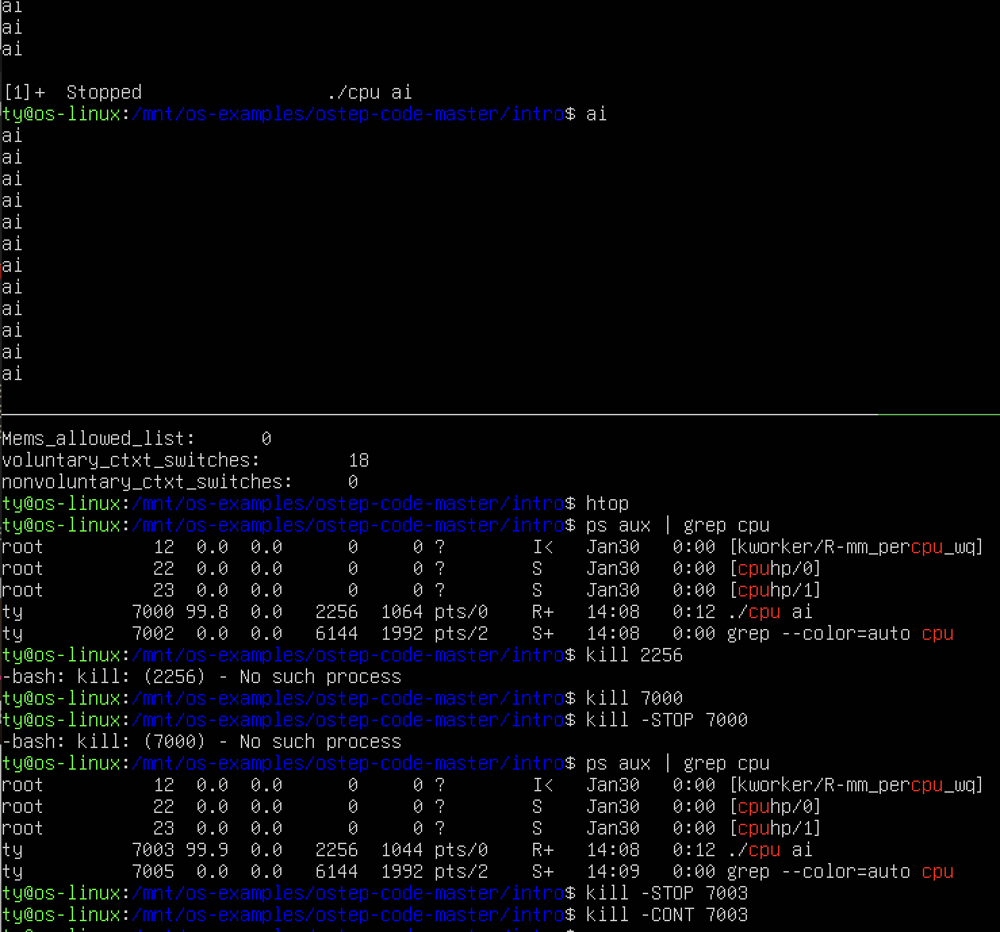 ai
ai
ai
[1]+  Stopped                 ./cpu ai
ty@os-linux:/mnt/os-examples/ostep-code-master/intro$ ai
ai
ai
ai
ai
ai
ai
ai
ai
ai
ai
ai
ai
Mems_allowed_list:      0
voluntary_ctxt_switches:        18
nonvoluntary_ctxt_switches:     0
ty@os-linux:/mnt/os-examples/ostep-code-master/intro$ htop
ty@os-linux:/mnt/os-examples/ostep-code-master/intro$ ps aux | grep cpu
root          12  0.0  0.0      0     0 ?        I<   Jan30   0:00 [kworker/R-mm_percpu_wq]
root          22  0.0  0.0      0     0 ?        S    Jan30   0:00 [cpuhp/0]
root          23  0.0  0.0      0     0 ?        S    Jan30   0:00 [cpuhp/1]
ty          7000 99.8  0.0   2256  1064 pts/0    R+   14:08   0:12 ./cpu ai
ty          7002  0.0  0.0   6144  1992 pts/2    S+   14:08   0:00 grep --color=auto cpu
ty@os-linux:/mnt/os-examples/ostep-code-master/intro$ kill 2256
-bash: kill: (2256) - No such process
ty@os-linux:/mnt/os-examples/ostep-code-master/intro$ kill 7000
ty@os-linux:/mnt/os-examples/ostep-code-master/intro$ kill -STOP 7000
-bash: kill: (7000) - No such process
ty@os-linux:/mnt/os-examples/ostep-code-master/intro$ ps aux | grep cpu
root          12  0.0  0.0      0     0 ?        I<   Jan30   0:00 [kworker/R-mm_percpu_wq]
root          22  0.0  0.0      0     0 ?        S    Jan30   0:00 [cpuhp/0]
root          23  0.0  0.0      0     0 ?        S    Jan30   0:00 [cpuhp/1]
ty          7003 99.9  0.0   2256  1044 pts/0    R+   14:08   0:12 ./cpu ai
ty          7005  0.0  0.0   6144  1992 pts/2    S+   14:09   0:00 grep --color=auto cpu
ty@os-linux:/mnt/os-examples/ostep-code-master/intro$ kill -STOP 7003
ty@os-linux:/mnt/os-examples/ostep-code-master/intro$ kill -CONT 7003